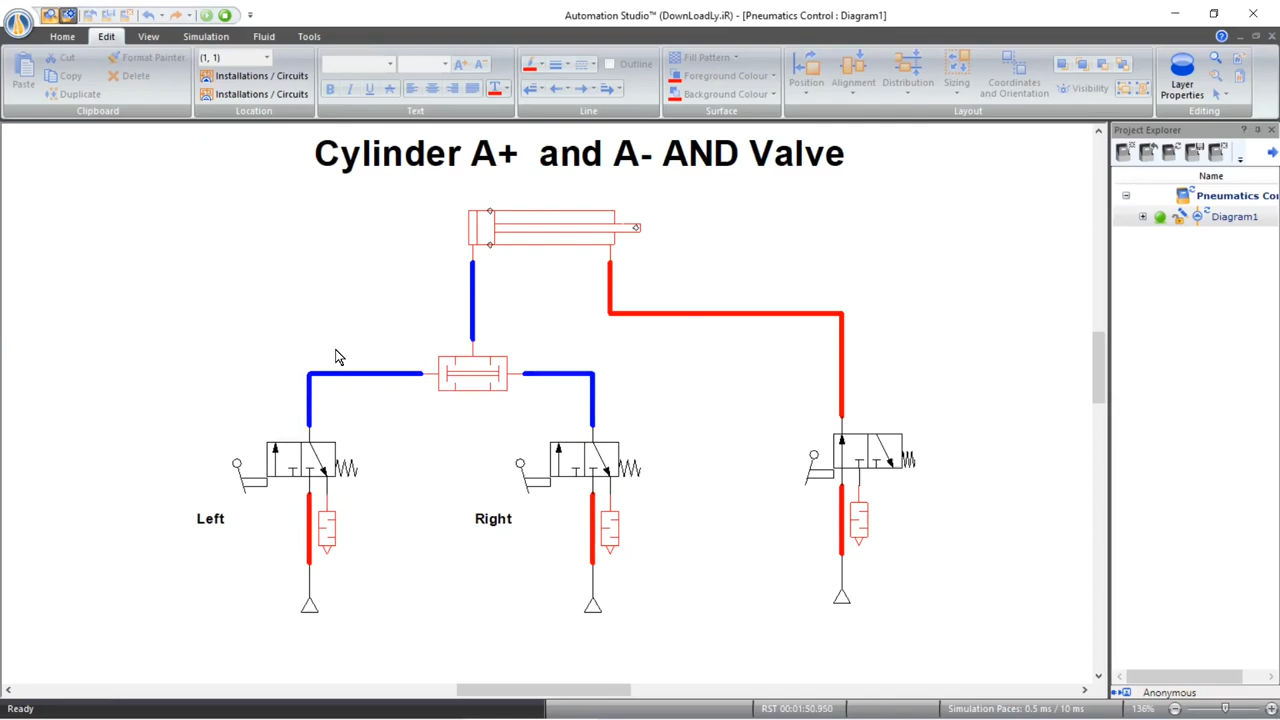 Automation Studio™ (DownLoadLy.iR) - [Pneumatics Control : Diagram1]
Home Edit View Simulation Fluid Tools
Paste
Cut
Copy
Duplicate
Format Painter
Delete
Clipboard
(1, 1)
Installations / Circuits
Installations / Circuits
Location
Text
Outline
Line
Fill Pattern
Foreground Colour
Background Colour
Surface
Position
Alignment
Distribution
Sizing
Coordinates
and Orientation
Visibility
Layout
Layer
Properties
Editing
Project Explorer
Name
Pneumatics Co
Diagram1
Cylinder A+ and A- AND Valve
Left
Right
Anonymous
Ready
RST 00:01:50.950
Simulation Paces: 0.5 ms / 10 ms
136%